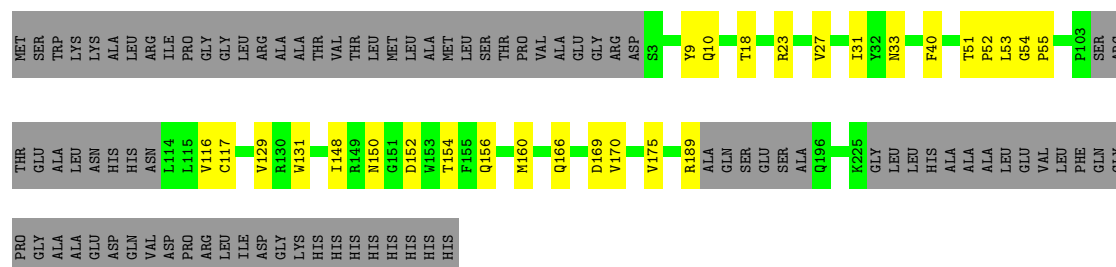 MET SER TRP LYS LYS ALA LEU ARG ILE PRO GLY GLY LEU ARG ALA ALA THR VAL THR LEU MET LEU ALA MET LEU SER THR PRO VAL ALA GLU GLY ARG ASP S3 Y9 Q10 T18 R23 V27 I31 Y32 N33 F40 T51 P52 L53 G54 P55 P103 SER ARG
THR GLU ALA LEU ASN HIS HIS ASN L114 L115 V116 C117 V129 R130 W131 I148 R149 N150 G151 D152 W153 T154 F155 Q156 M160 Q166 D169 V170 V175 R189 ALA GLN SER GLU SER ALA Q196 K225 GLY LEU LEU HIS ALA ALA ALA LEU GLU VAL LEU PHE GLN GLY
PRO GLY ALA ALA GLU ASP GLN VAL ASP PRO ARG LEU ILE ASP GLY LYS HIS HIS HIS HIS HIS HIS HIS HIS